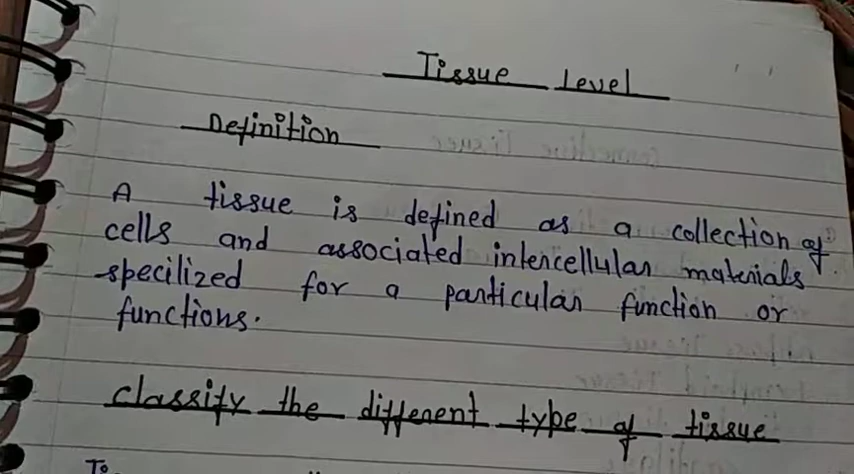 Tissue Level
Definition
A tissue is defined as a collection of
cells and associated intercellular materials
specilized for a particular function or
functions.
classify the different type of tissue